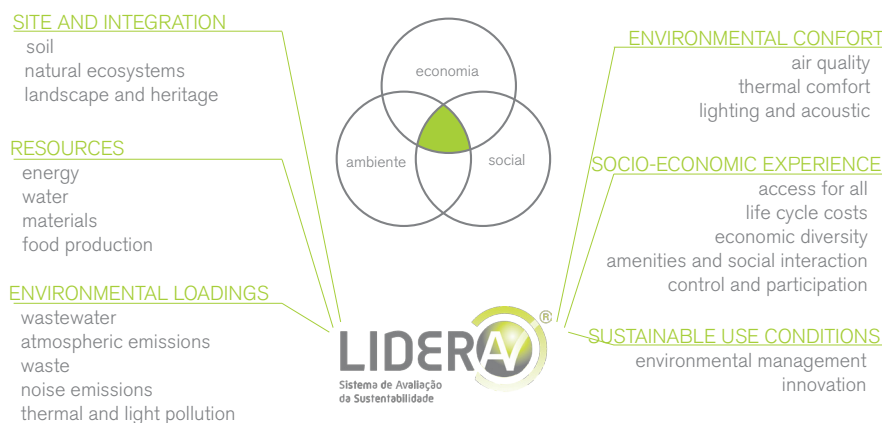 SITE AND INTEGRATION
soil
natural ecosystems
landscape and heritage
RESOURCES
energy
water
materials
food production
ENVIRONMENTAL LOADINGS
wastewater
atmospheric emissions
waste
noise emissions
thermal and light pollution
economia
ambiente
social
LIDERA
®
Sistema de Avaliação
da Sustentabilidade
ENVIRONMENTAL CONFORT
air quality
thermal comfort
lighting and acoustic
SOCIO-ECONOMIC EXPERIENCE
access for all
life cycle costs
economic diversity
amenities and social interaction
control and participation
SUSTAINABLE USE CONDITIONS
environmental management
innovation